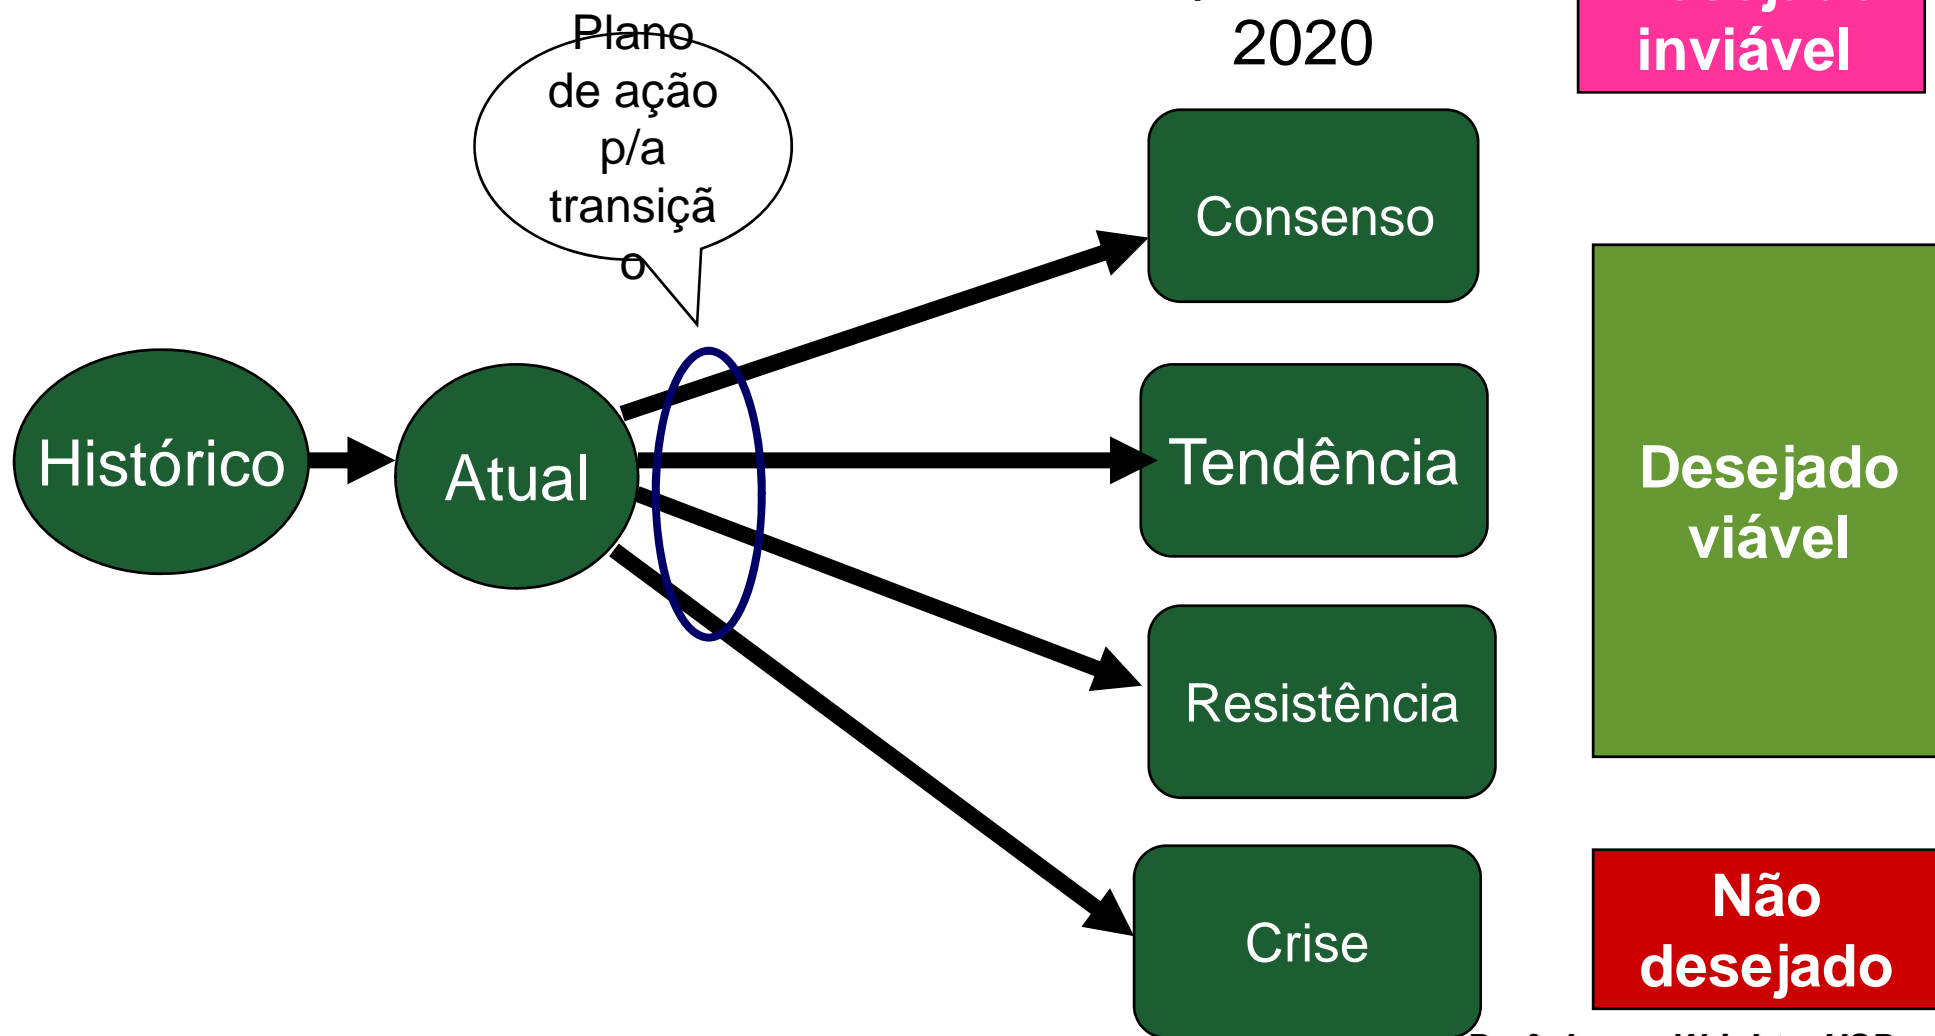 Plano
de ação
p/a
transiçã
o
2020
inviável
Consenso
Histórico
Atual
Tendência
Desejado
viável
Resistência
Crise
Não
desejado